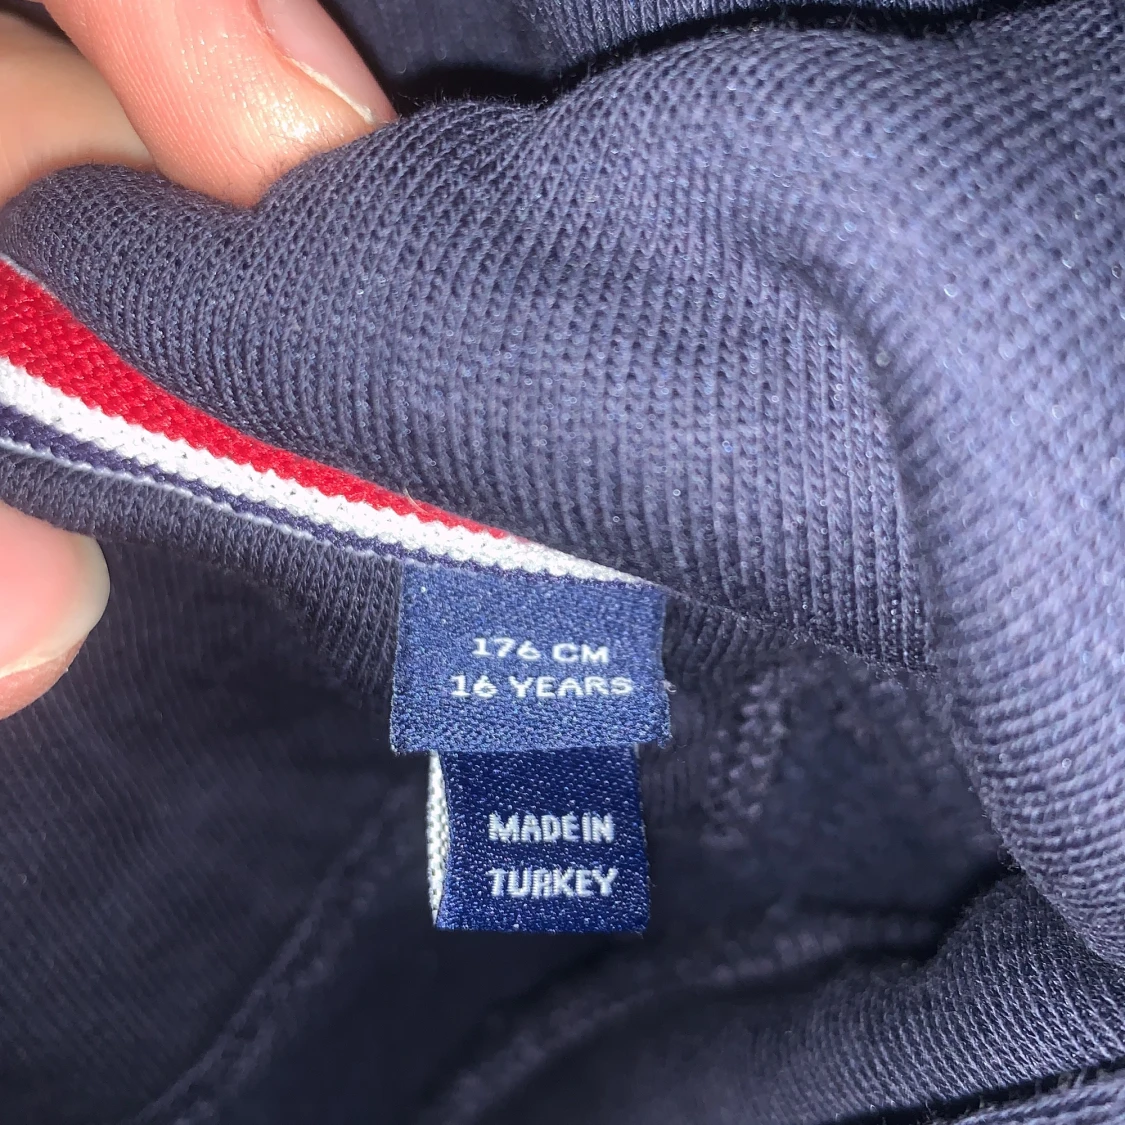 176 CM
16 YEARS
MADE IN
TURKEY